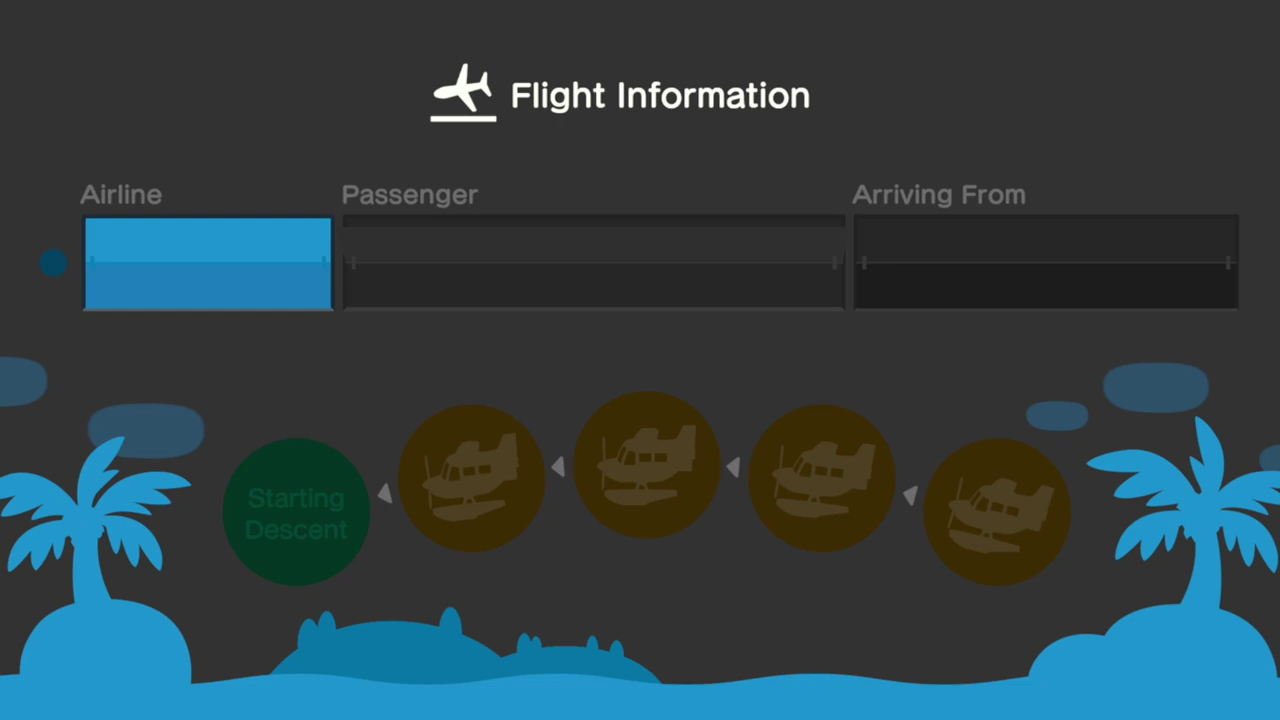 Flight Information
Airline
Passenger
Arriving From
Starting
Descent